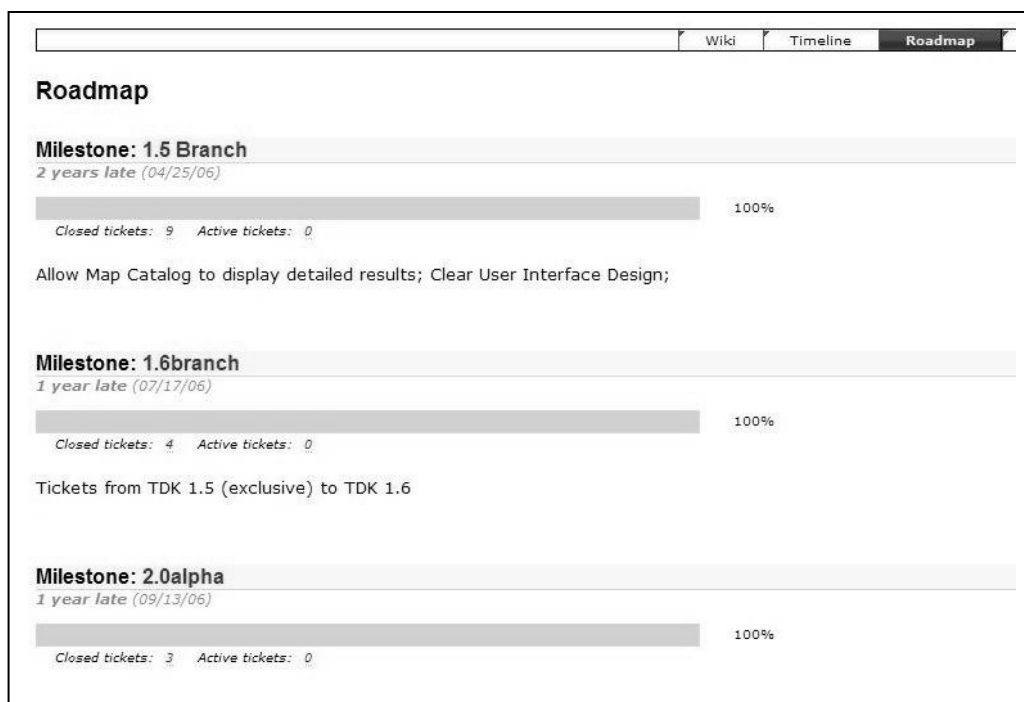 Wiki Timeline Roadmap
Roadmap
Milestone: 1.5 Branch
2 years late (04/25/06)
100%
Closed tickets: 9 Active tickets: 0
Allow Map Catalog to display detailed results; Clear User Interface Design;
Milestone: 1.6branch
1 year late (07/17/06)
100%
Closed tickets: 4 Active tickets: 0
Tickets from TDK 1.5 (exclusive) to TDK 1.6
Milestone: 2.0alpha
1 year late (09/13/06)
100%
Closed tickets: 3 Active tickets: 0